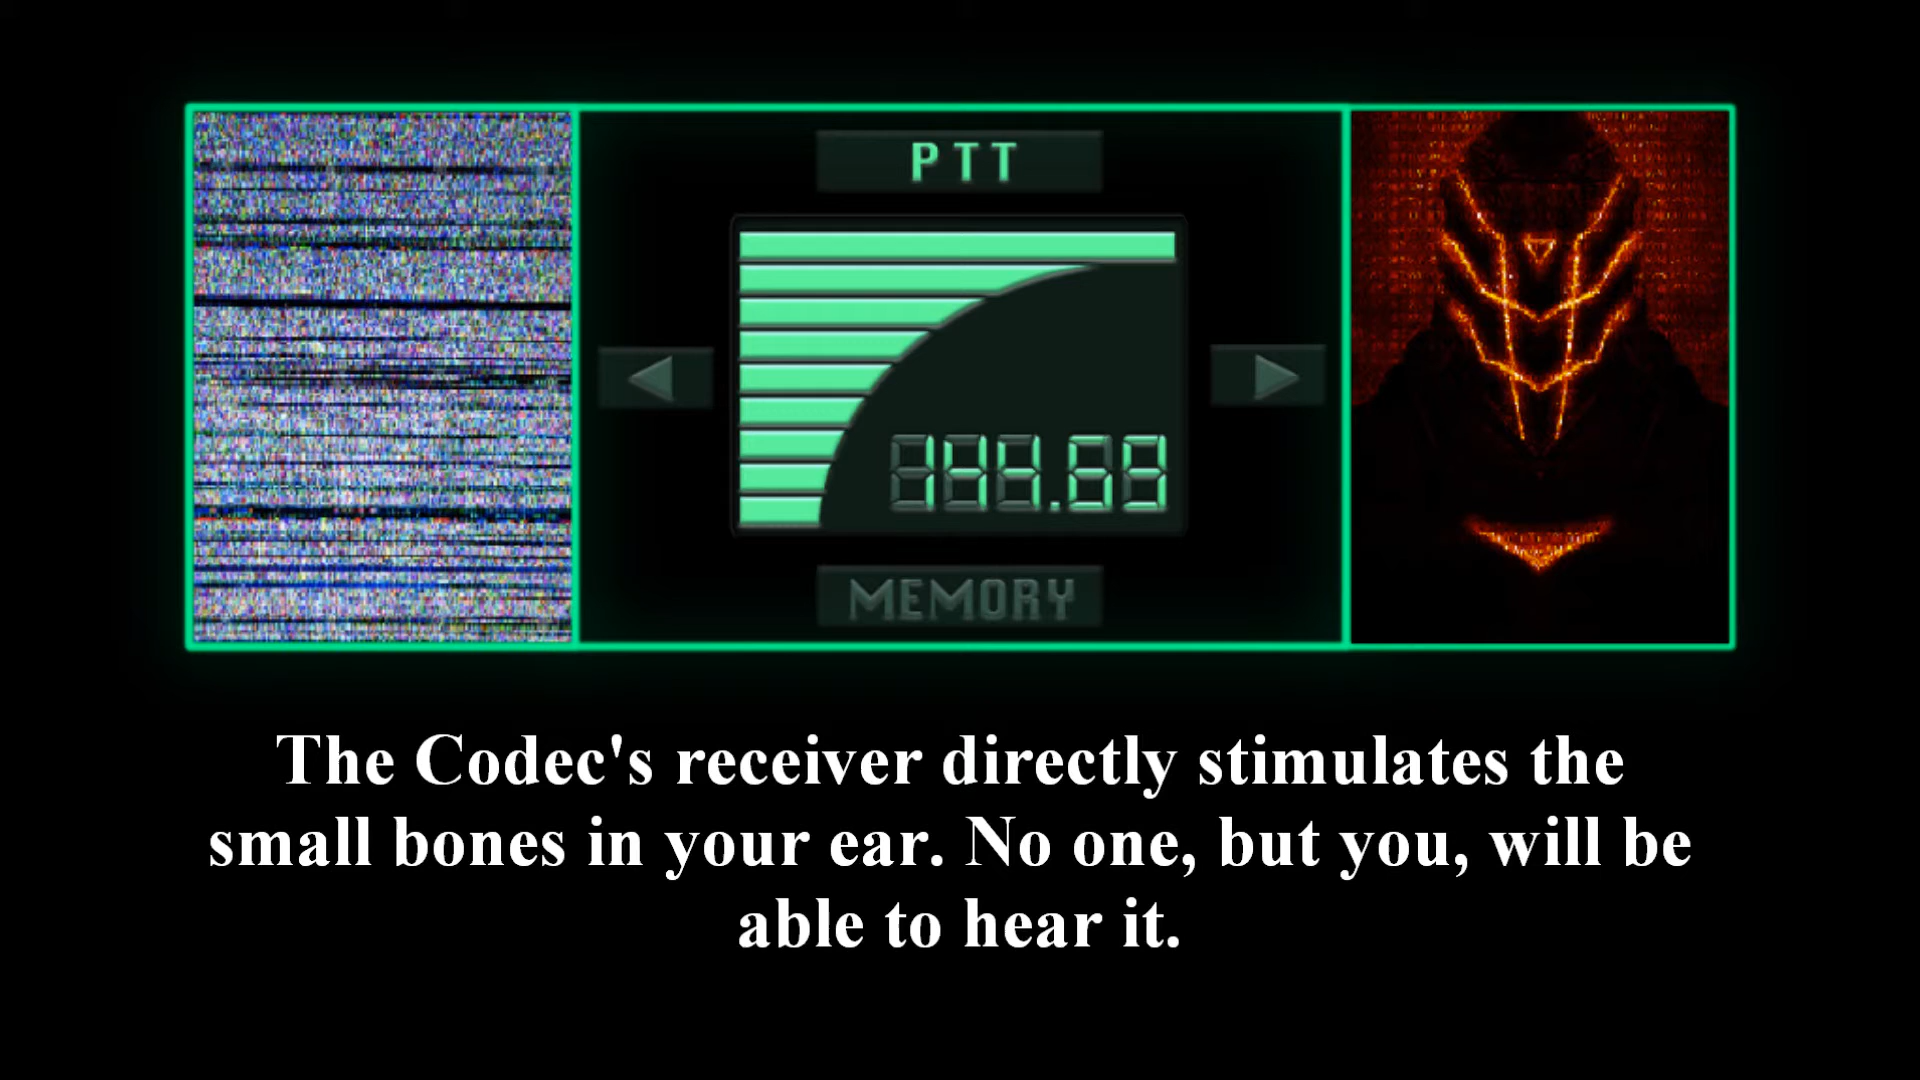 PTT
MEMORY
The Codec's receiver directly stimulates the
small bones in your ear. No one, but you, will be
able to hear it.